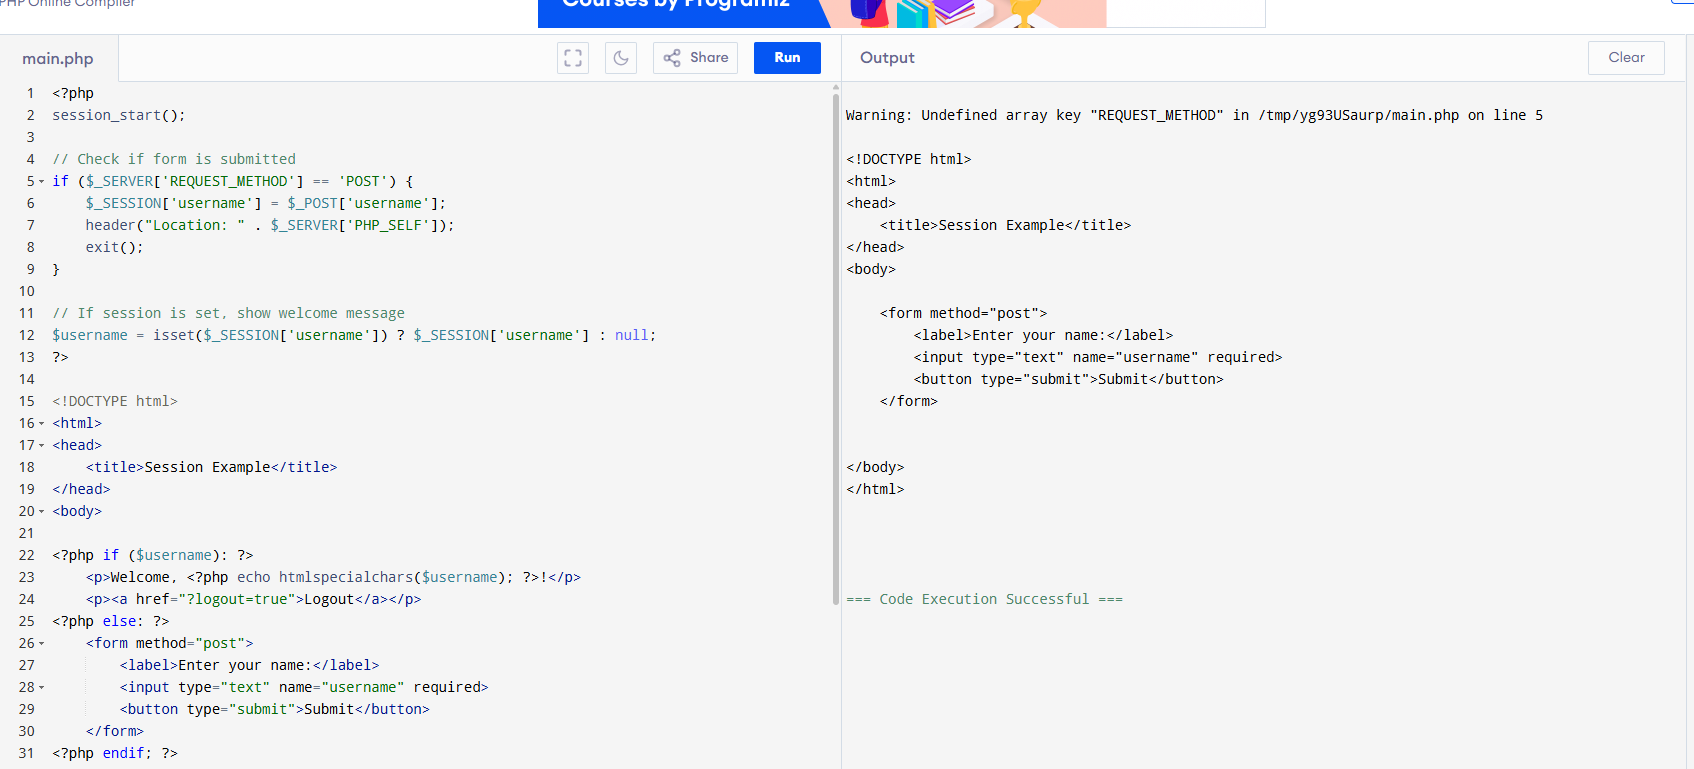 PHP Online Compiler
Courses by Programiz
main.php
Share
Run
Output
Clear
1 <?php
2 session_start();
3
4 // Check if form is submitted
5 if ($_SERVER['REQUEST_METHOD'] == 'POST') {
6     $_SESSION['username'] = $_POST['username'];
7     header("Location: " . $_SERVER['PHP_SELF']);
8     exit();
9 }
10
11 // If session is set, show welcome message
12 $username = isset($_SESSION['username']) ? $_SESSION['username'] : null;
13 ?>
14
15 <!DOCTYPE html>
16 <html>
17 <head>
18     <title>Session Example</title>
19 </head>
20 <body>
21
22 <?php if ($username): ?>
23     <p>Welcome, <?php echo htmlspecialchars($username); ?>!</p>
24     <p><a href="?logout=true">Logout</a></p>
25 <?php else: ?>
26     <form method="post">
27         <label>Enter your name:</label>
28         <input type="text" name="username" required>
29         <button type="submit">Submit</button>
30     </form>
31 <?php endif; ?>
Warning: Undefined array key "REQUEST_METHOD" in /tmp/yg93USaurp/main.php on line 5
<!DOCTYPE html>
<html>
<head>
    <title>Session Example</title>
</head>
<body>
    <form method="post">
        <label>Enter your name:</label>
        <input type="text" name="username" required>
        <button type="submit">Submit</button>
    </form>
</body>
</html>
=== Code Execution Successful ===